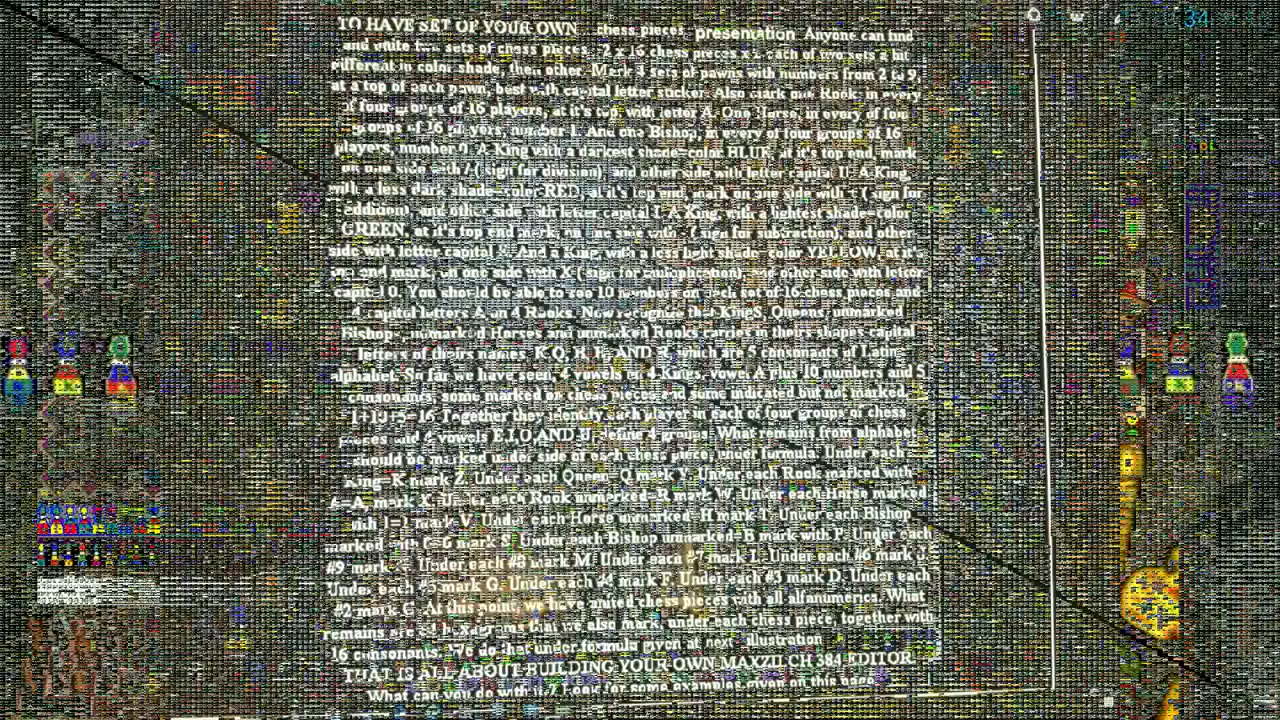 TO HAVE SET OF YOUR OWN chess pieces, presentation Anyone can find
and unite sets of chess pieces, 2 x 16 chess pieces x each of two sets a bit
different in color shade, then other. Mark 4 sets of pawns with numbers from 2 to 9,
at a top of each pawn, best with capital letter sticker. Also mark one Rook in every
of four groups of 16 players, at it's top, with letter A. One Horse, in every of four
groups of 16 players, number 1. And one Bishop, in every of four groups of 16
players, number 0. A King with a darkest shade=color BLUE, at it's top end, mark
on one side with /( sign for division), and other side with letter capital U. A King,
with a less dark shade=color RED, at it's top end, mark on one side with + ( sign for
addition), and other side with letter capital I. A King, with a lightest shade=color
GREEN, at it's top end mark, on one side with - ( sign for subtraction), and other
side with letter capital And a King, with a less light shade color YELLOW, at it's
top end mark, on one side with X ( sign for multiplication), and other side with letter
capital O. You should be able to see 10 numbers on each set of 16 chess pieces and
4 capital letters A, on 4 Rooks. Now recognize that Kings, Queens, unmarked
Bishops, unmarked Horses and unmarked Rooks carries in theirs shapes capital
letters of theirs names. K, Q, H, B, AND R, which are 5 consonants of Latin
alphabet. So far we have seen, 4 vowels on 4 Kings, vowel A plus 10 numbers and 5
consonants, some marked on chess pieces and some indicated but not marked.
1+10+5=16. Together they identify each player in each of four groups of chess
pieces and 4 vowels E,I,O,AND U, define 4 groups. What remains from alphabet
should be marked under side of each chess piece, under formula. Under each
King=K mark Z. Under each Queen=Q mark Y. Under each Rook marked with
A=A, mark X. Under each Rook unmarked=R mark W. Under each Horse marked
with 1=1 mark V. Under each Horse unmarked=H mark T. Under each Bishop
marked with 0=0 mark S. Under each Bishop unmarked=B mark with P. Under each
#9 mark Under each #8 mark M. Under each #7 mark L. Under each #6 mark J.
Under each #5 mark G. Under each #4 mark F. Under each #3 mark D. Under each
#2 mark C. At this point, we have united chess pieces with all alfanumerica. What
remains are 64 hexagrams that we also mark, under each chess piece, together with
16 consonants. We do that under formula given at next illustration
THAT IS ALL ABOUT BUILDING YOUR OWN MAXZILCH 384 EDITOR.
What can you do with it? Look for some examples given on this page
34